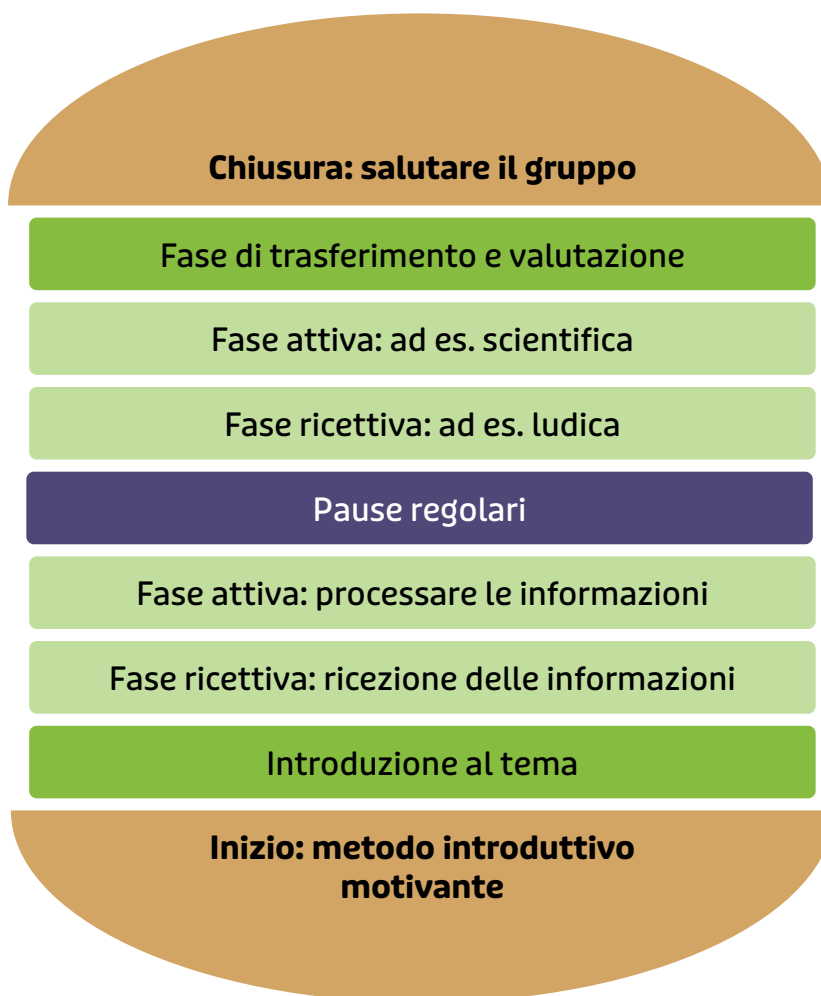 Chiusura: salutare il gruppo
Fase di trasferimento e valutazione
Fase attiva: ad es. scientifica
Fase ricettiva: ad es. ludica
Pause regolari
Fase attiva: processare le informazioni
Fase ricettiva: ricezione delle informazioni
Introduzione al tema
Inizio: metodo introduttivo
motivante